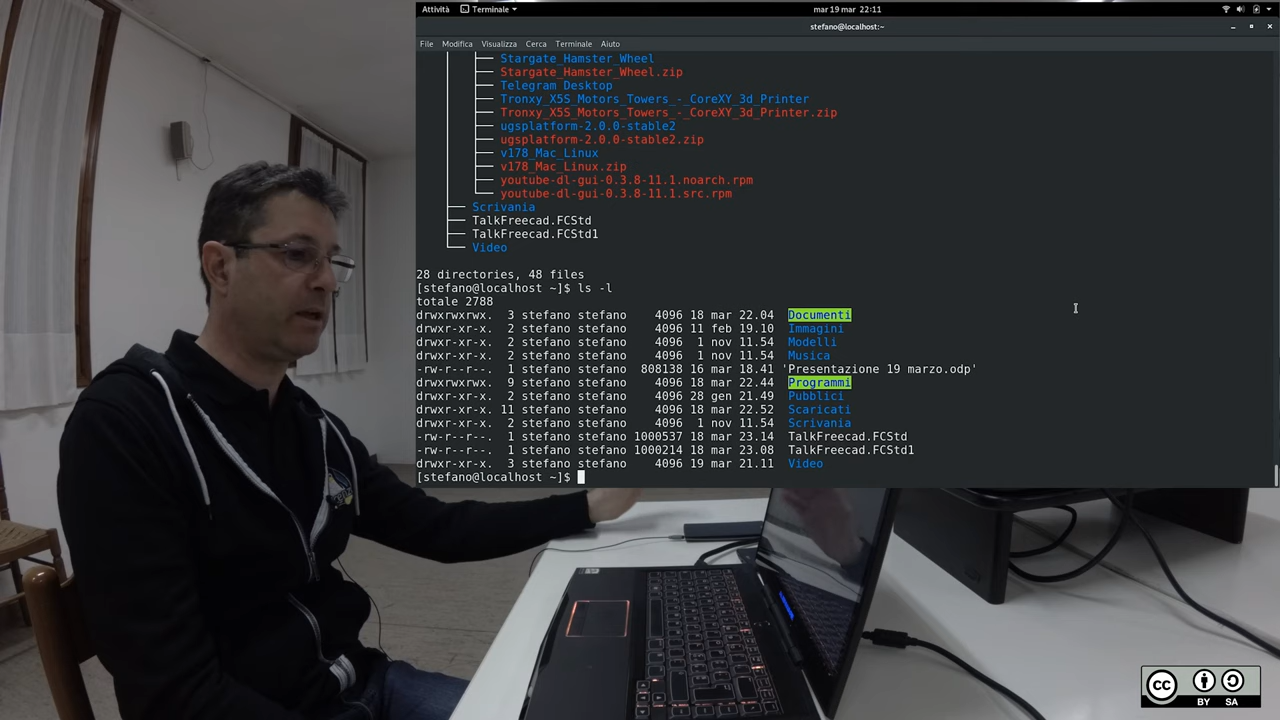 Attività Terminale mar 19 mar 22:11
stefano@localhost:~
File Modifica Visualizza Cerca Terminale Aiuto
├── Stargate_Hamster_Wheel
├── Stargate_Hamster_Wheel.zip
├── Telegram Desktop
├── Tronxy_X5S_Motors_Towers_-_CoreXY_3d_Printer
├── Tronxy_X5S_Motors_Towers_-_CoreXY_3d_Printer.zip
├── ugsplatform-2.0.0-stable2
├── ugsplatform-2.0.0-stable2.zip
├── v178_Mac_Linux
├── v178_Mac_Linux.zip
├── youtube-dl-gui-0.3.8-11.1.noarch.rpm
└── youtube-dl-gui-0.3.8-11.1.src.rpm
├── Scrivania
├── TalkFreecad.FCStd
├── TalkFreecad.FCStd1
└── Video
28 directories, 48 files
[stefano@localhost ~]$ ls -l
totale 2788
drwxrwxrwx. 3 stefano stefano 4096 18 mar 22.04 Documenti
drwxr-xr-x. 2 stefano stefano 4096 11 feb 19.10 Immagini
drwxr-xr-x. 2 stefano stefano 4096 1 nov 11.54 Modelli
drwxr-xr-x. 2 stefano stefano 4096 1 nov 11.54 Musica
-rw-r--r--. 1 stefano stefano 808138 16 mar 18.41 'Presentazione 19 marzo.odp'
drwxrwxrwx. 9 stefano stefano 4096 18 mar 22.44 Programmi
drwxr-xr-x. 2 stefano stefano 4096 28 gen 21.49 Pubblici
drwxr-xr-x. 11 stefano stefano 4096 18 mar 22.52 Scaricati
drwxr-xr-x. 2 stefano stefano 4096 1 nov 11.54 Scrivania
-rw-r--r--. 1 stefano stefano 1000537 18 mar 23.14 TalkFreecad.FCStd
-rw-r--r--. 1 stefano stefano 1000214 18 mar 23.08 TalkFreecad.FCStd1
drwxr-xr-x. 3 stefano stefano 4096 19 mar 21.11 Video
[stefano@localhost ~]$
cc BY SA